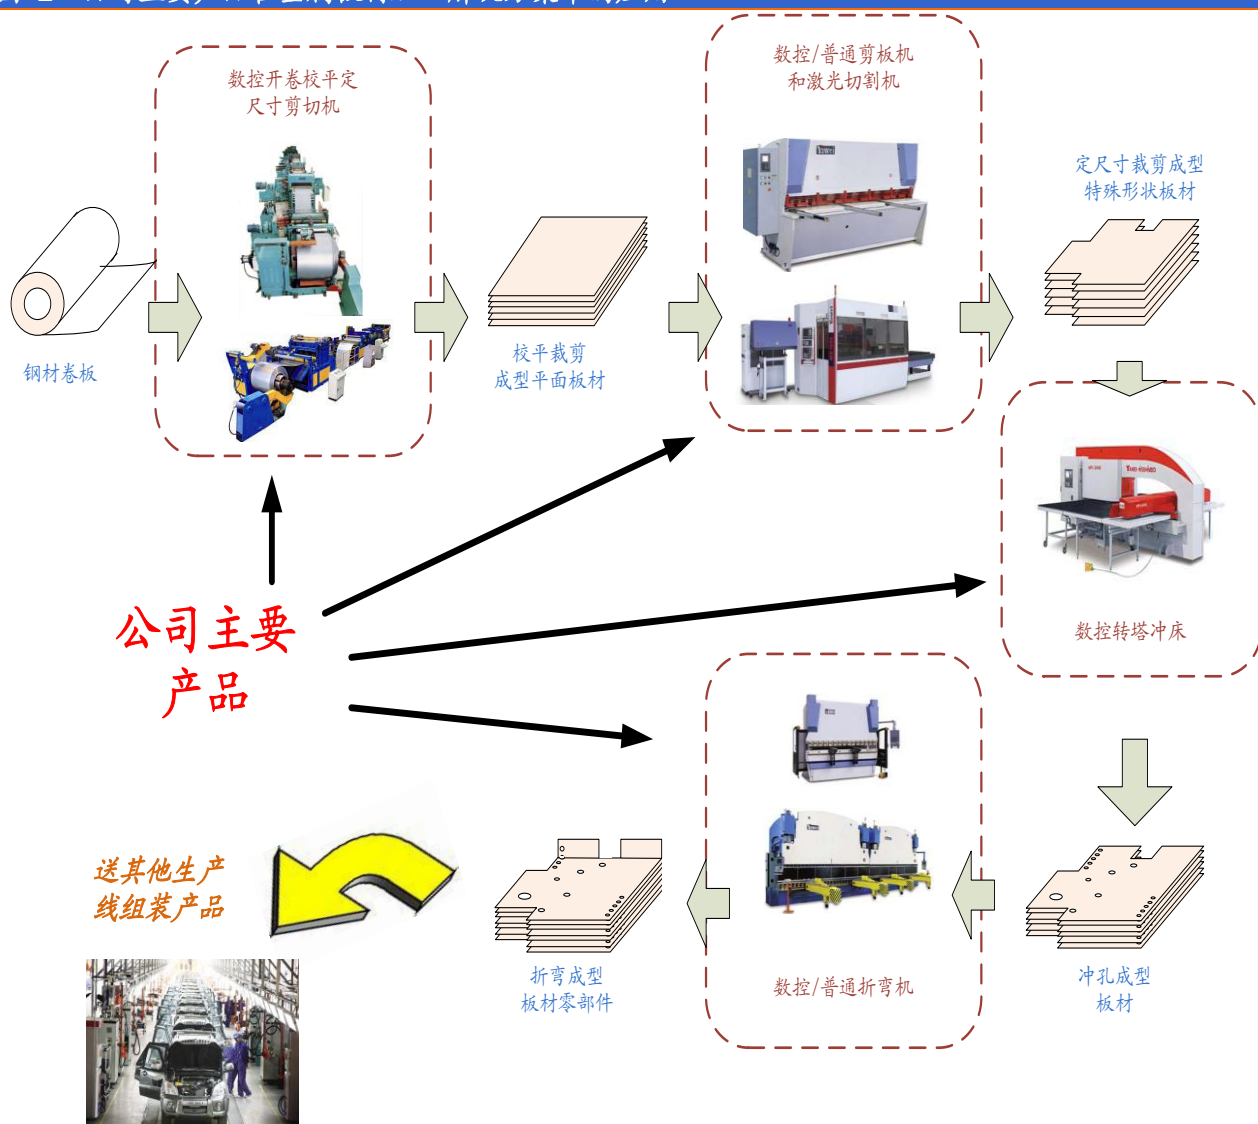 数控开卷校平定
尺寸剪切机
数控/普通剪板机
和激光切割机
定尺寸裁剪成型
特殊形状板材
钢材卷板
校平裁剪
成型平面板材
数控转塔冲床
公司主要
产品
送其他生产
线组装产品
折弯成型
板材零部件
数控/普通折弯机
冲孔成型
板材